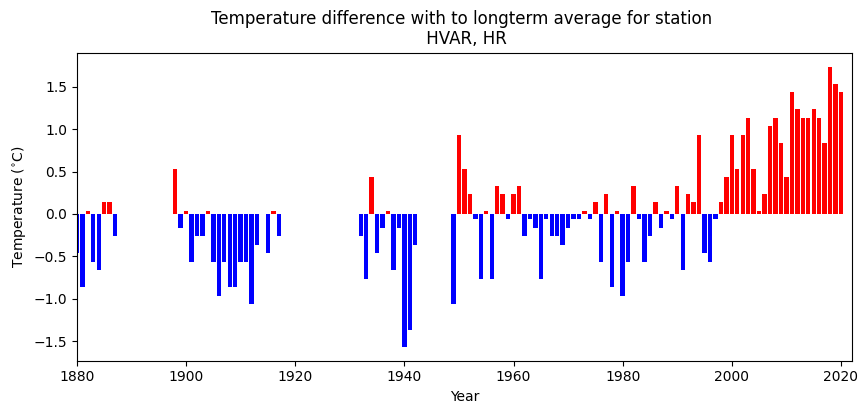 Temperature difference with to longterm average for station
HVAR, HR
Temperature (°C)
1.5
1.0
0.5
0.0
−0.5
−1.0
−1.5
1880 1900 1920 1940 1960 1980 2000 2020
Year